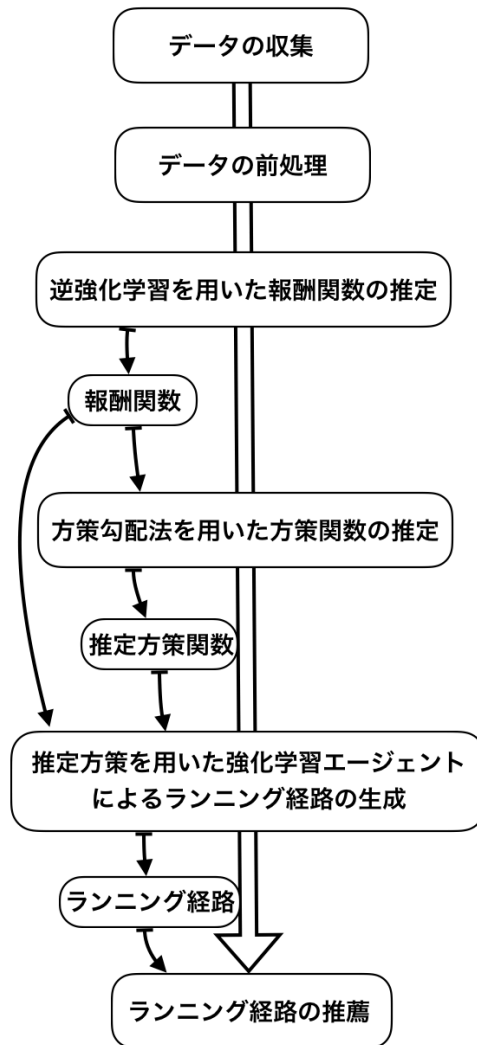 データの収集
データの前処理
逆強化学習を用いた報酬関数の推定
報酬関数
方策勾配法を用いた方策関数の推定
推定方策関数
推定方策を用いた強化学習エージェント
によるランニング経路の生成
ランニング経路
ランニング経路の推薦